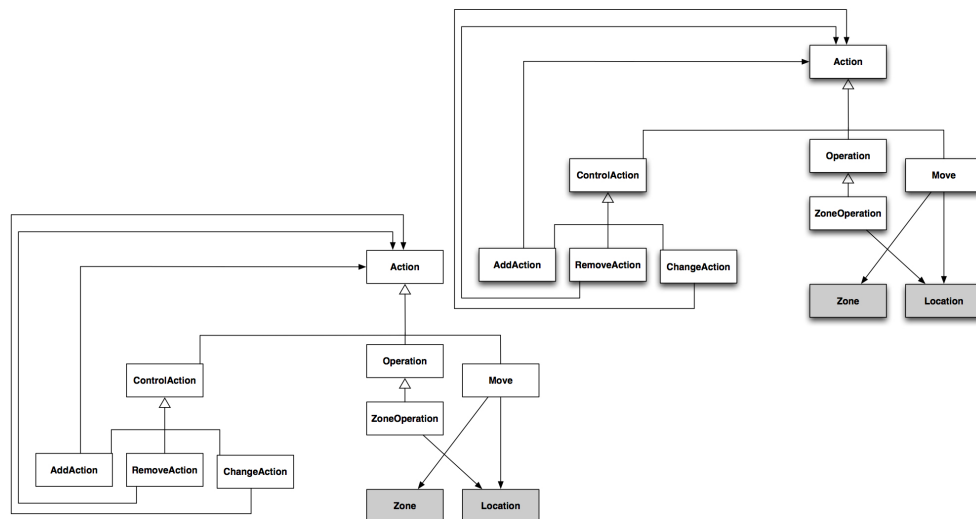 Action
Operation
ControlAction
Move
ZoneOperation
AddAction
RemoveAction
ChangeAction
Zone
Location
Action
Operation
ControlAction
Move
ZoneOperation
AddAction
RemoveAction
ChangeAction
Zone
Location